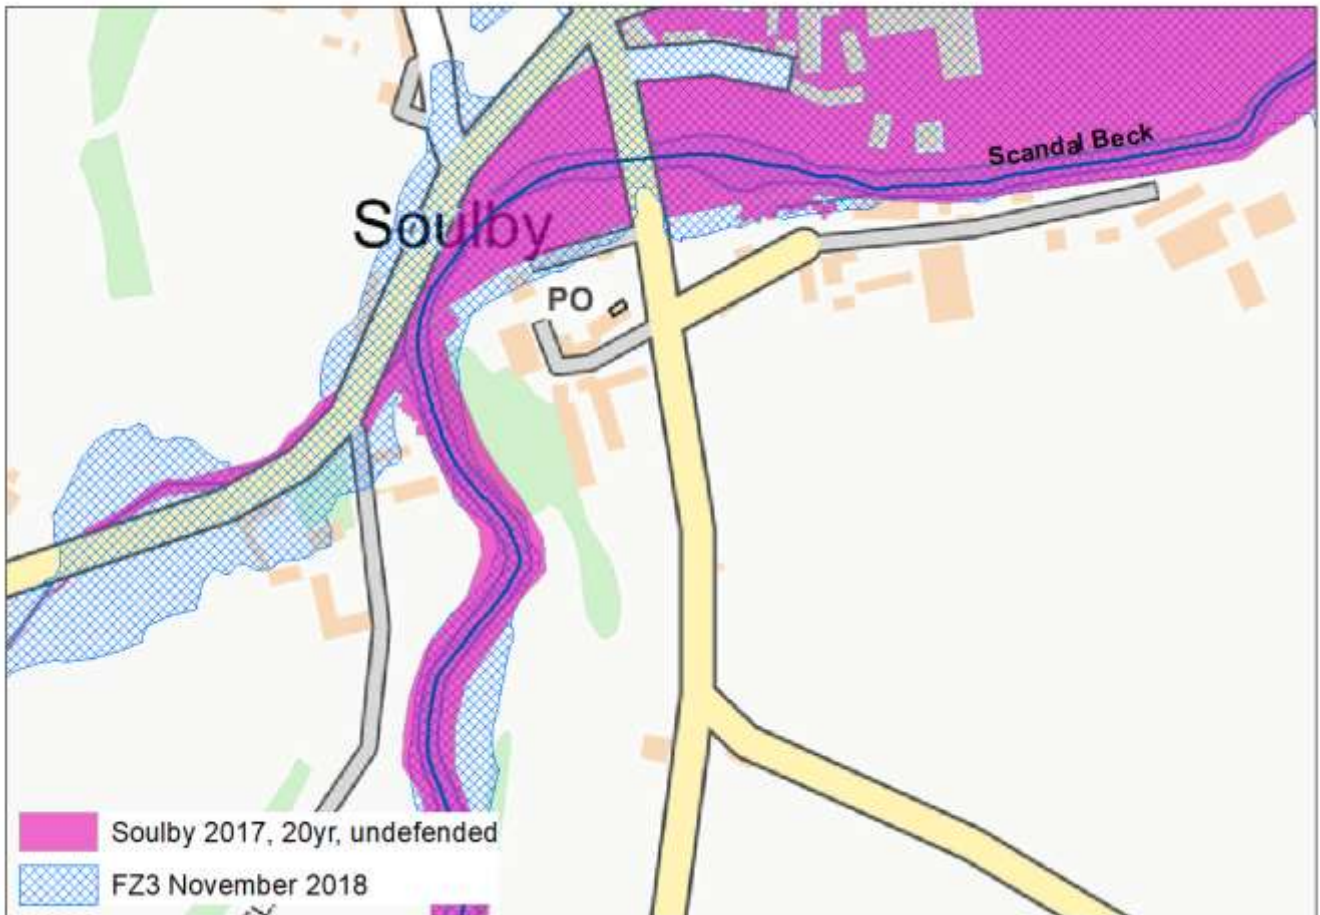 Scandal Beck
Soulby
PO
Soulby 2017, 20yr, undefended
FZ3 November 2018